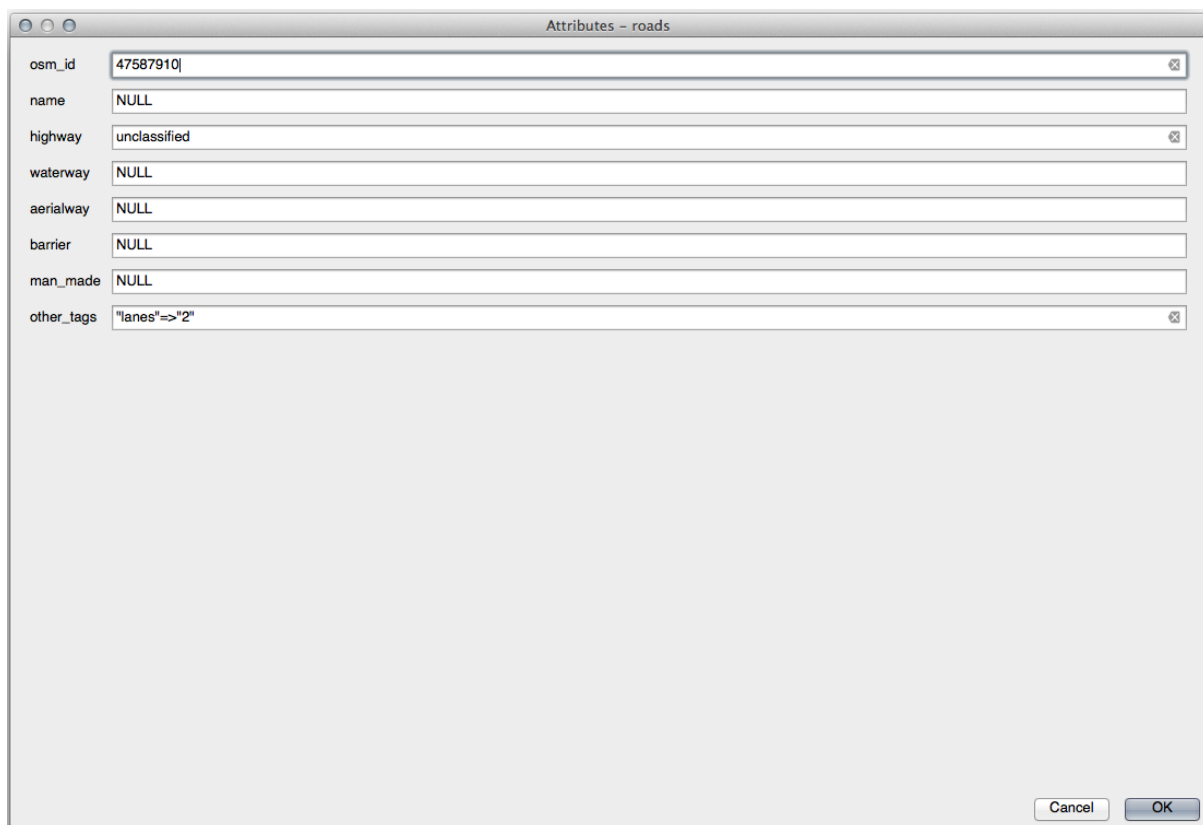 Attributes – roads
osm_id 47587910
name NULL
highway unclassified
waterway NULL
aerialway NULL
barrier NULL
man_made NULL
other_tags "lanes"=>"2"
Cancel OK